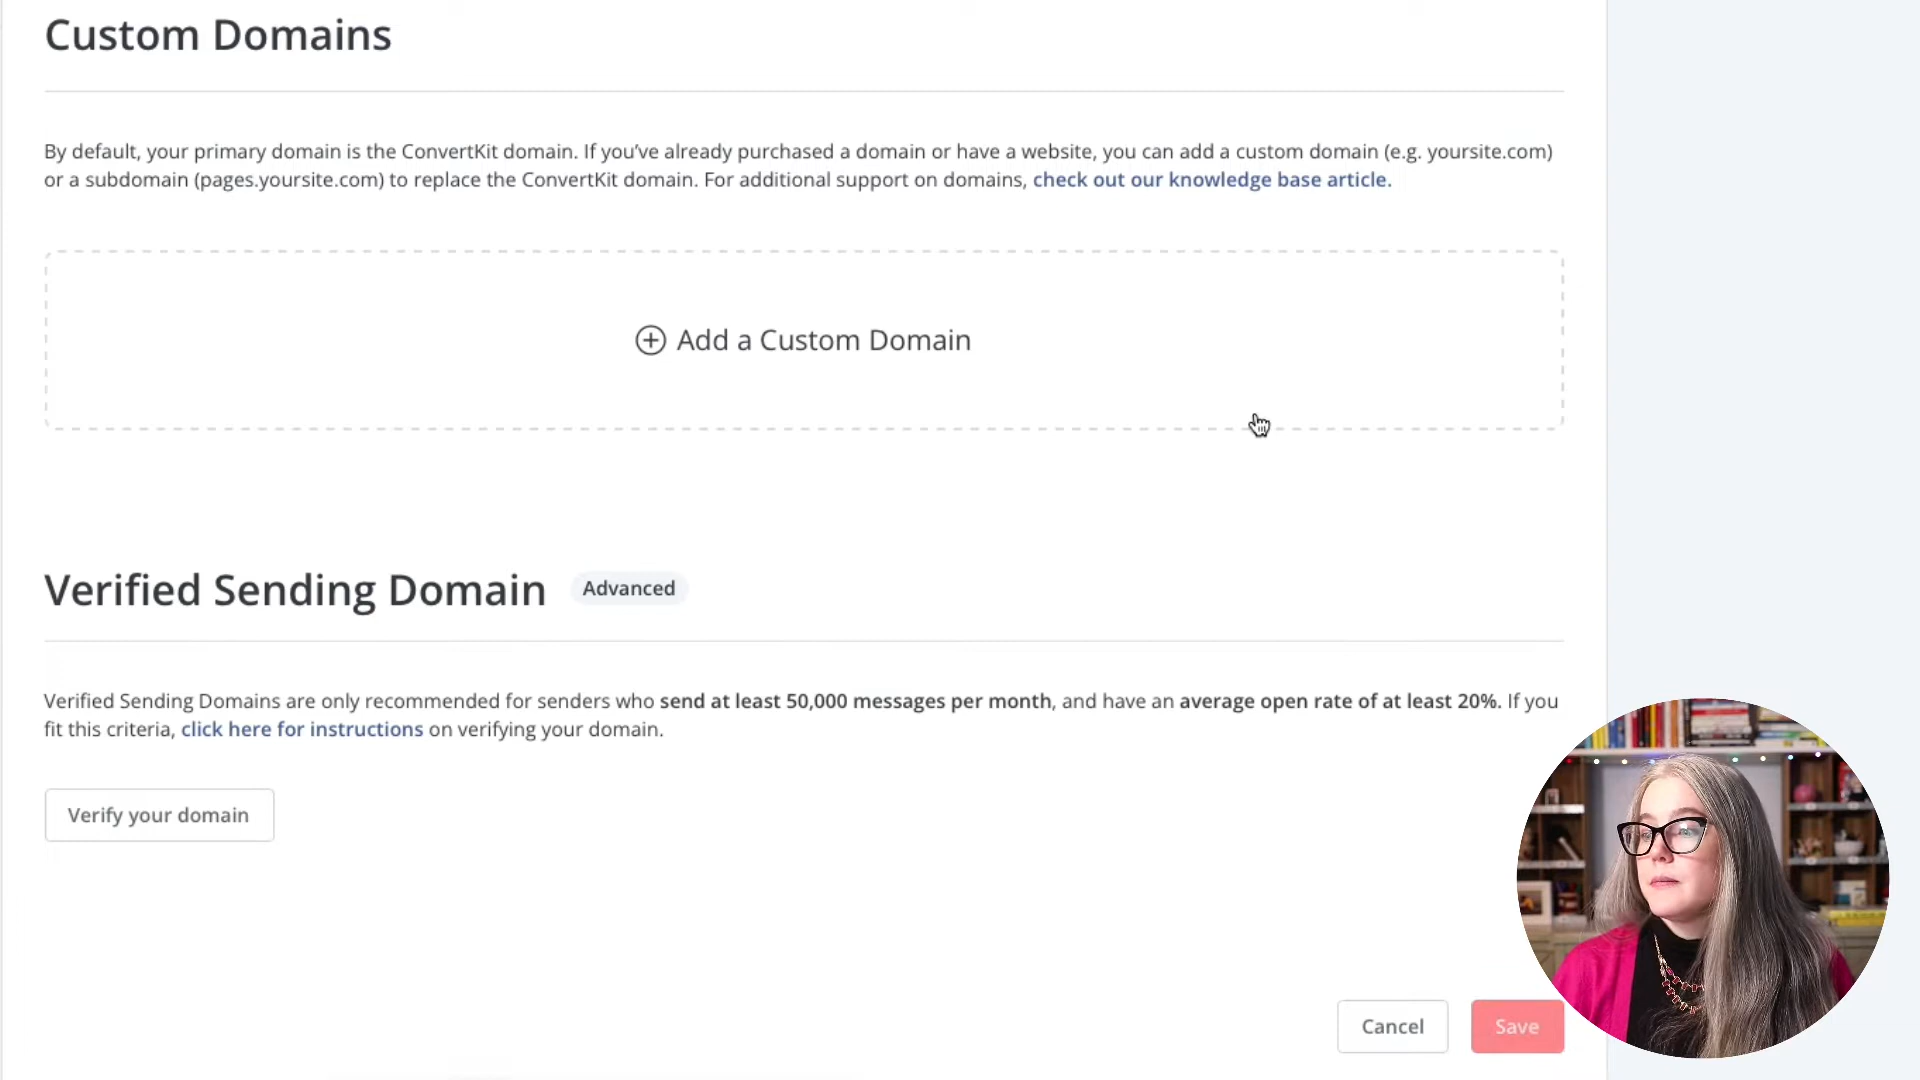 Custom Domains
By default, your primary domain is the ConvertKit domain. If you’ve already purchased a domain or have a website, you can add a custom domain (e.g. yoursite.com)
or a subdomain (pages.yoursite.com) to replace the ConvertKit domain. For additional support on domains, check out our knowledge base article.
Add a Custom Domain
Verified Sending Domain Advanced
Verified Sending Domains are only recommended for senders who send at least 50,000 messages per month, and have an average open rate of at least 20%. If you
fit this criteria, click here for instructions on verifying your domain.
Verify your domain
Cancel Save